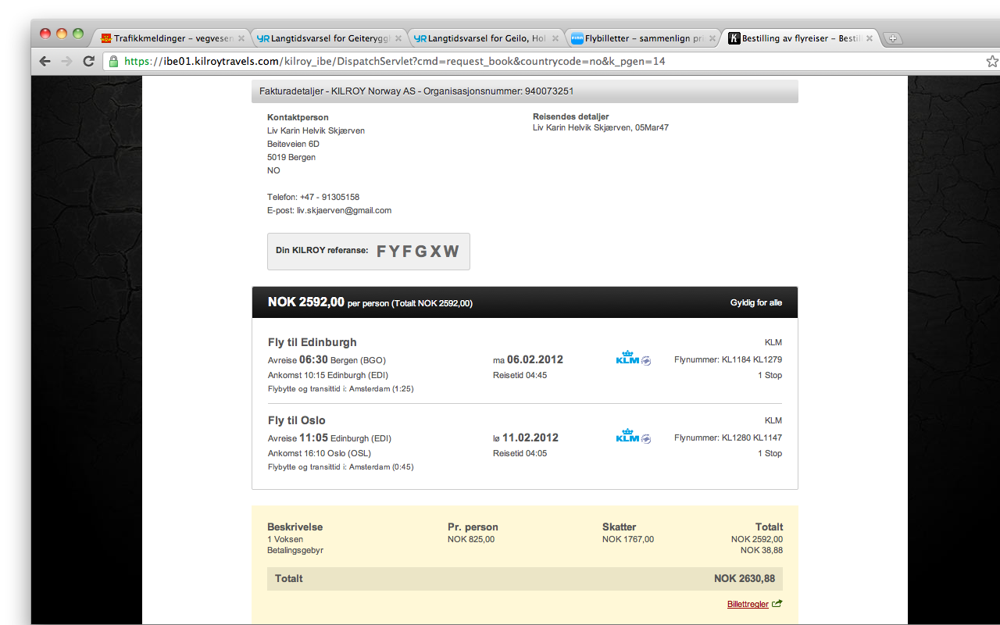 Trafikkmeldinger – vegvesen
YR Langtidsvarsel for Geiterygg
YR Langtidsvarsel for Geilo, Hol
FINN Flybilletter – sammenlign pr
K Bestilling av flyreiser – Bestil
https://ibe01.kilroytravels.com/kilroy_ibe/DispatchServlet?cmd=request_book&countrycode=no&k_pgen=14
Fakturadetaljer - KILROY Norway AS - Organisasjonsnummer: 940073251
Kontaktperson
Liv Karin Helvik Skjærven
Beiteveien 6D
5019 Bergen
NO
Telefon: +47 - 91305158
E-post: liv.skjaerven@gmail.com
Reisendes detaljer
Liv Karin Helvik Skjærven, 05Mar47
Din KILROY referanse: FYFGXW
NOK 2592,00 per person (Totalt NOK 2592,00) Gyldig for alle
Fly til Edinburgh KLM
Avreise 06:30 Bergen (BGO) ma 06.02.2012 KLM Flynummer: KL1184 KL1279
Ankomst 10:15 Edinburgh (EDI) Reisetid 04:45 1 Stop
Flybytte og transittid i: Amsterdam (1:25)
Fly til Oslo KLM
Avreise 11:05 Edinburgh (EDI) lø 11.02.2012 KLM Flynummer: KL1280 KL1147
Ankomst 16:10 Oslo (OSL) Reisetid 04:05 1 Stop
Flybytte og transittid i: Amsterdam (0:45)
Beskrivelse Pr. person Skatter Totalt
1 Voksen NOK 825,00 NOK 1767,00 NOK 2592,00
Betalingsgebyr NOK 38,88
Totalt NOK 2630,88
Billettregler